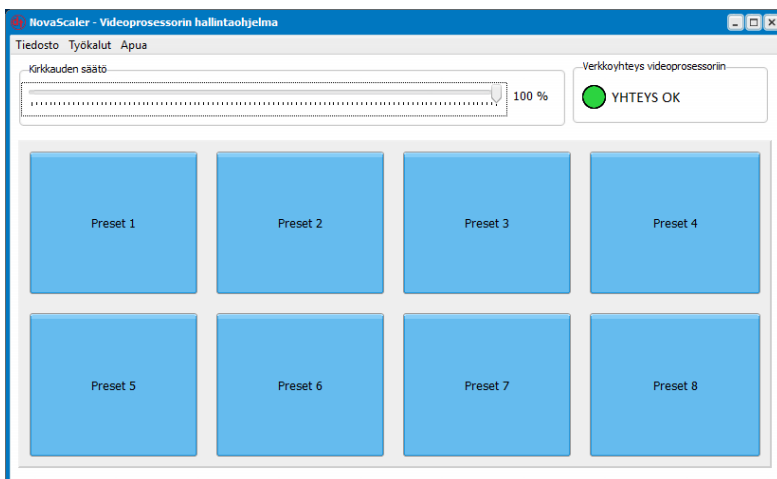 NovaScaler - Videoprosessorin hallintaohjelma
Tiedosto Työkalut Apua
Kirkkauden säätö
100 %
Verkkoyhteys videoprosessoriin
YHTEYS OK
Preset 1 Preset 2 Preset 3 Preset 4
Preset 5 Preset 6 Preset 7 Preset 8